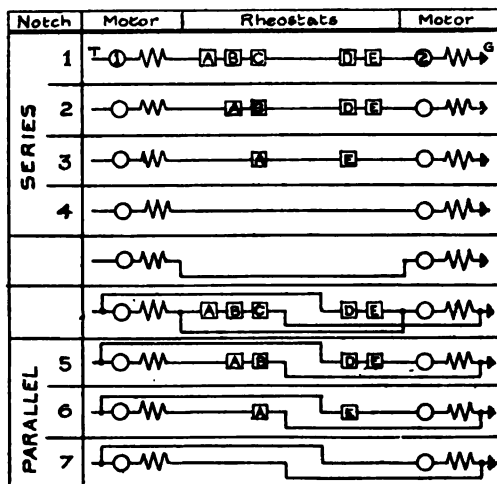 Notch Motor Rheostats Motor
SERIES
1 T 1 A B C D E 2 G
2 A B D E
3 A E
4
A B C D E
PARALLEL
5 A B D E
6 A E
7